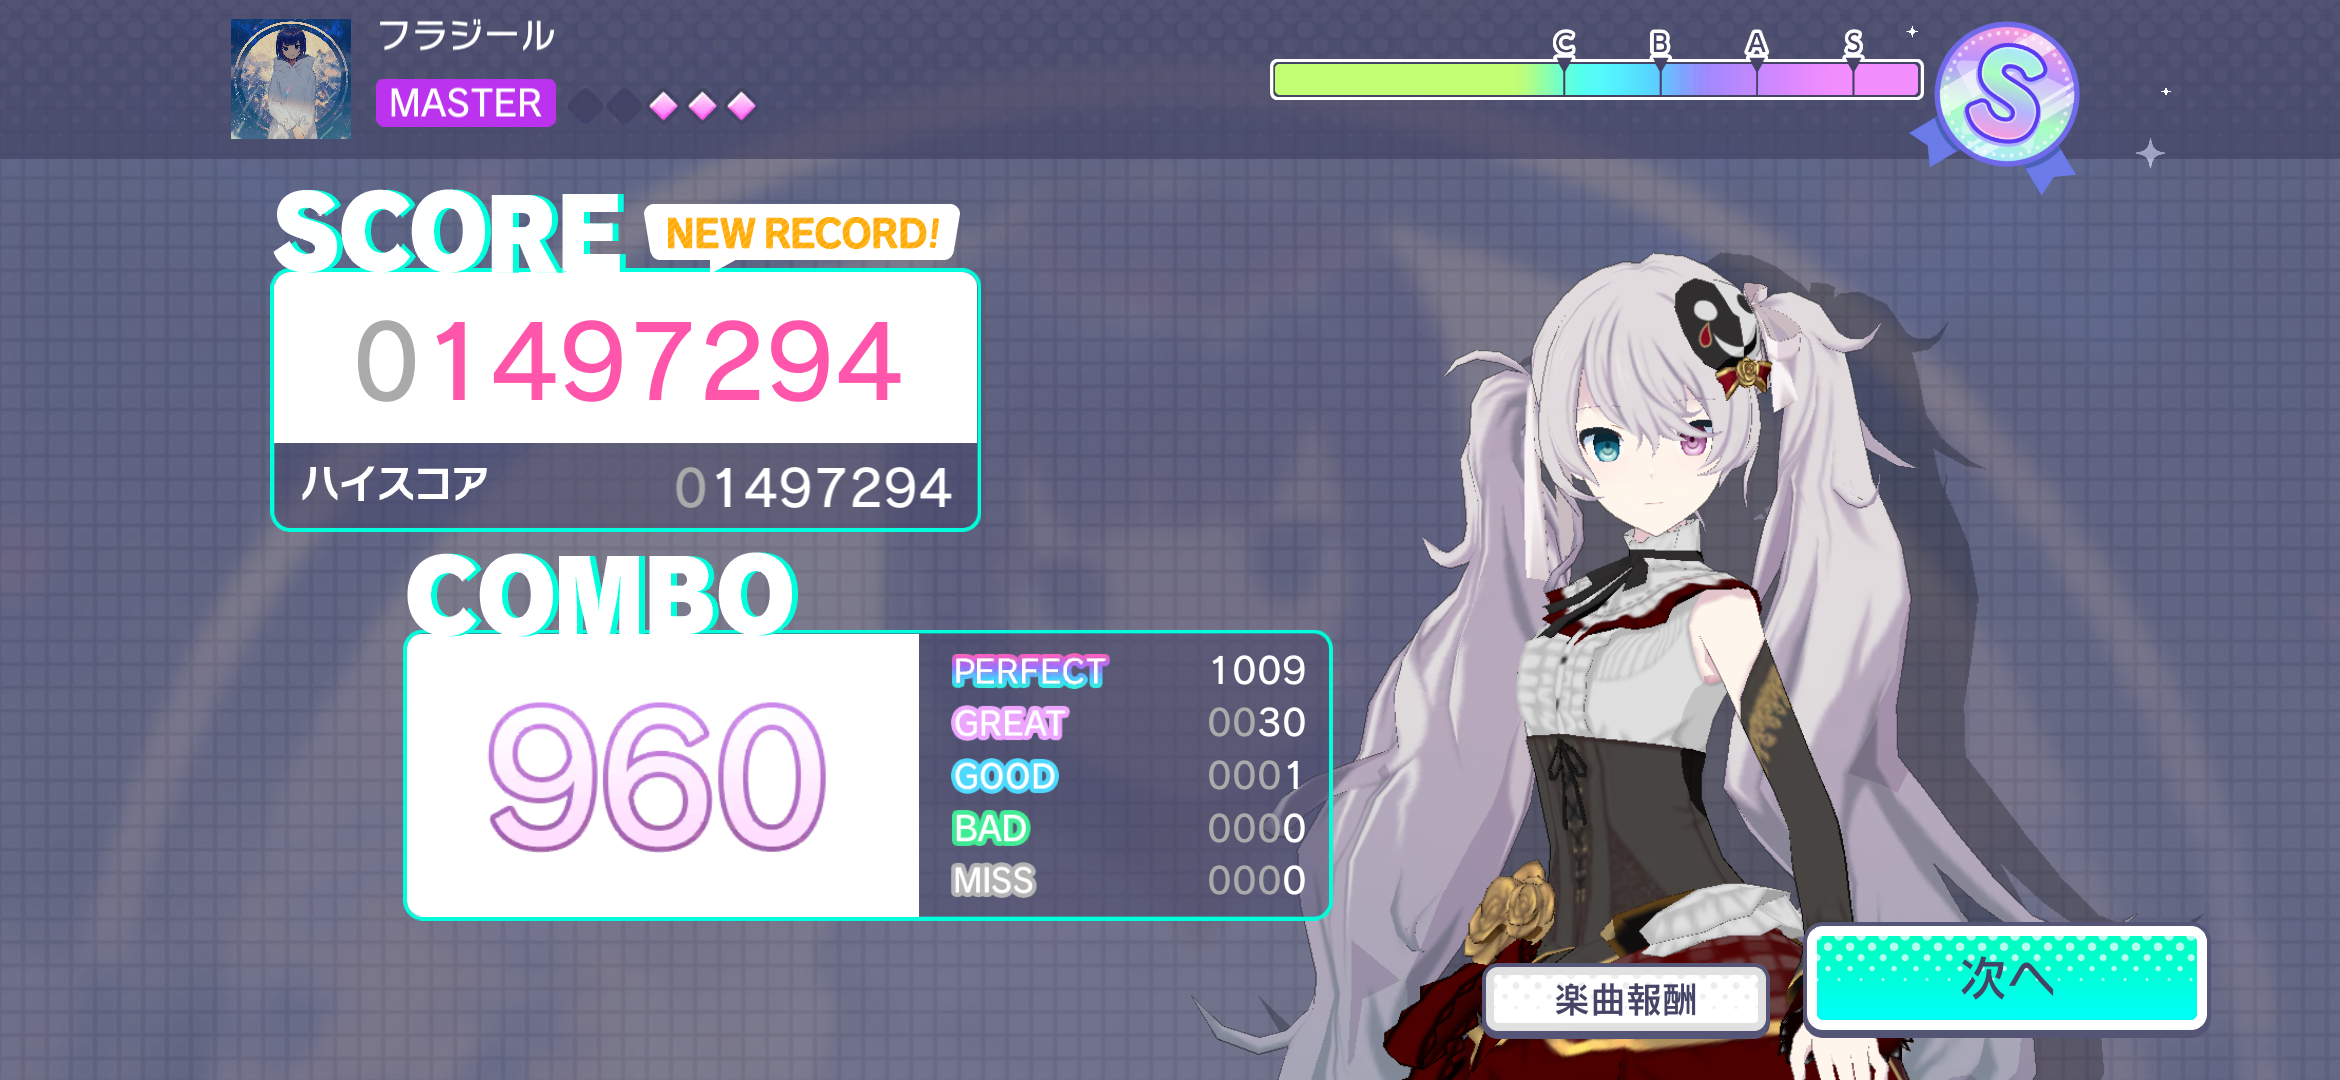 フラジール
MASTER
C B A S
S
SCORE
NEW RECORD!
01497294
ハイスコア 01497294
COMBO
960
PERFECT 1009
GREAT 0030
GOOD 0001
BAD 0000
MISS 0000
楽曲報酬
次へ